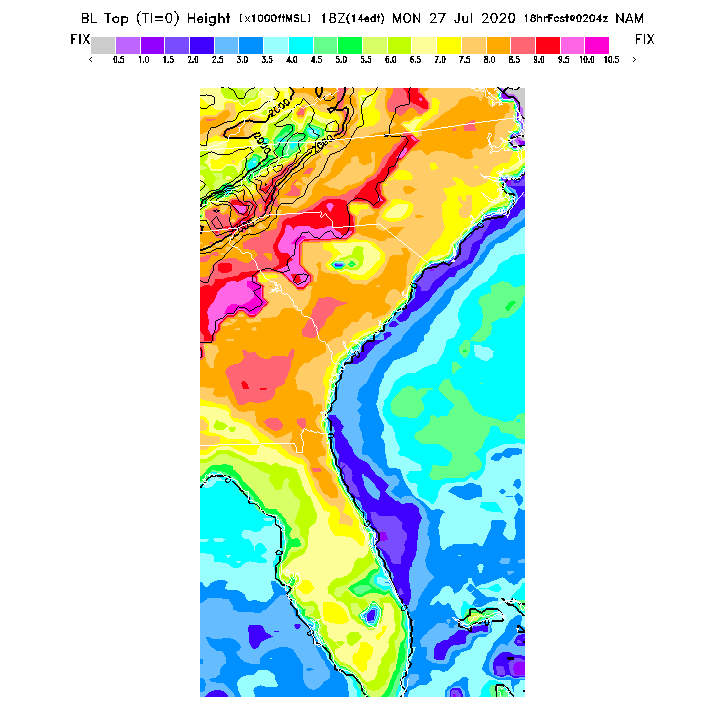 BL Top (TI=0) Height [x1000ftMSL] 18Z(14edt) MON 27 Jul 2020 18hrFcst@0204z NAM
FIX FIX
< 0.5 1.0 1.5 2.0 2.5 3.0 3.5 4.0 4.5 5.0 5.5 6.0 6.5 7.0 7.5 8.0 8.5 9.0 9.5 10.0 10.5 >
2000
2000